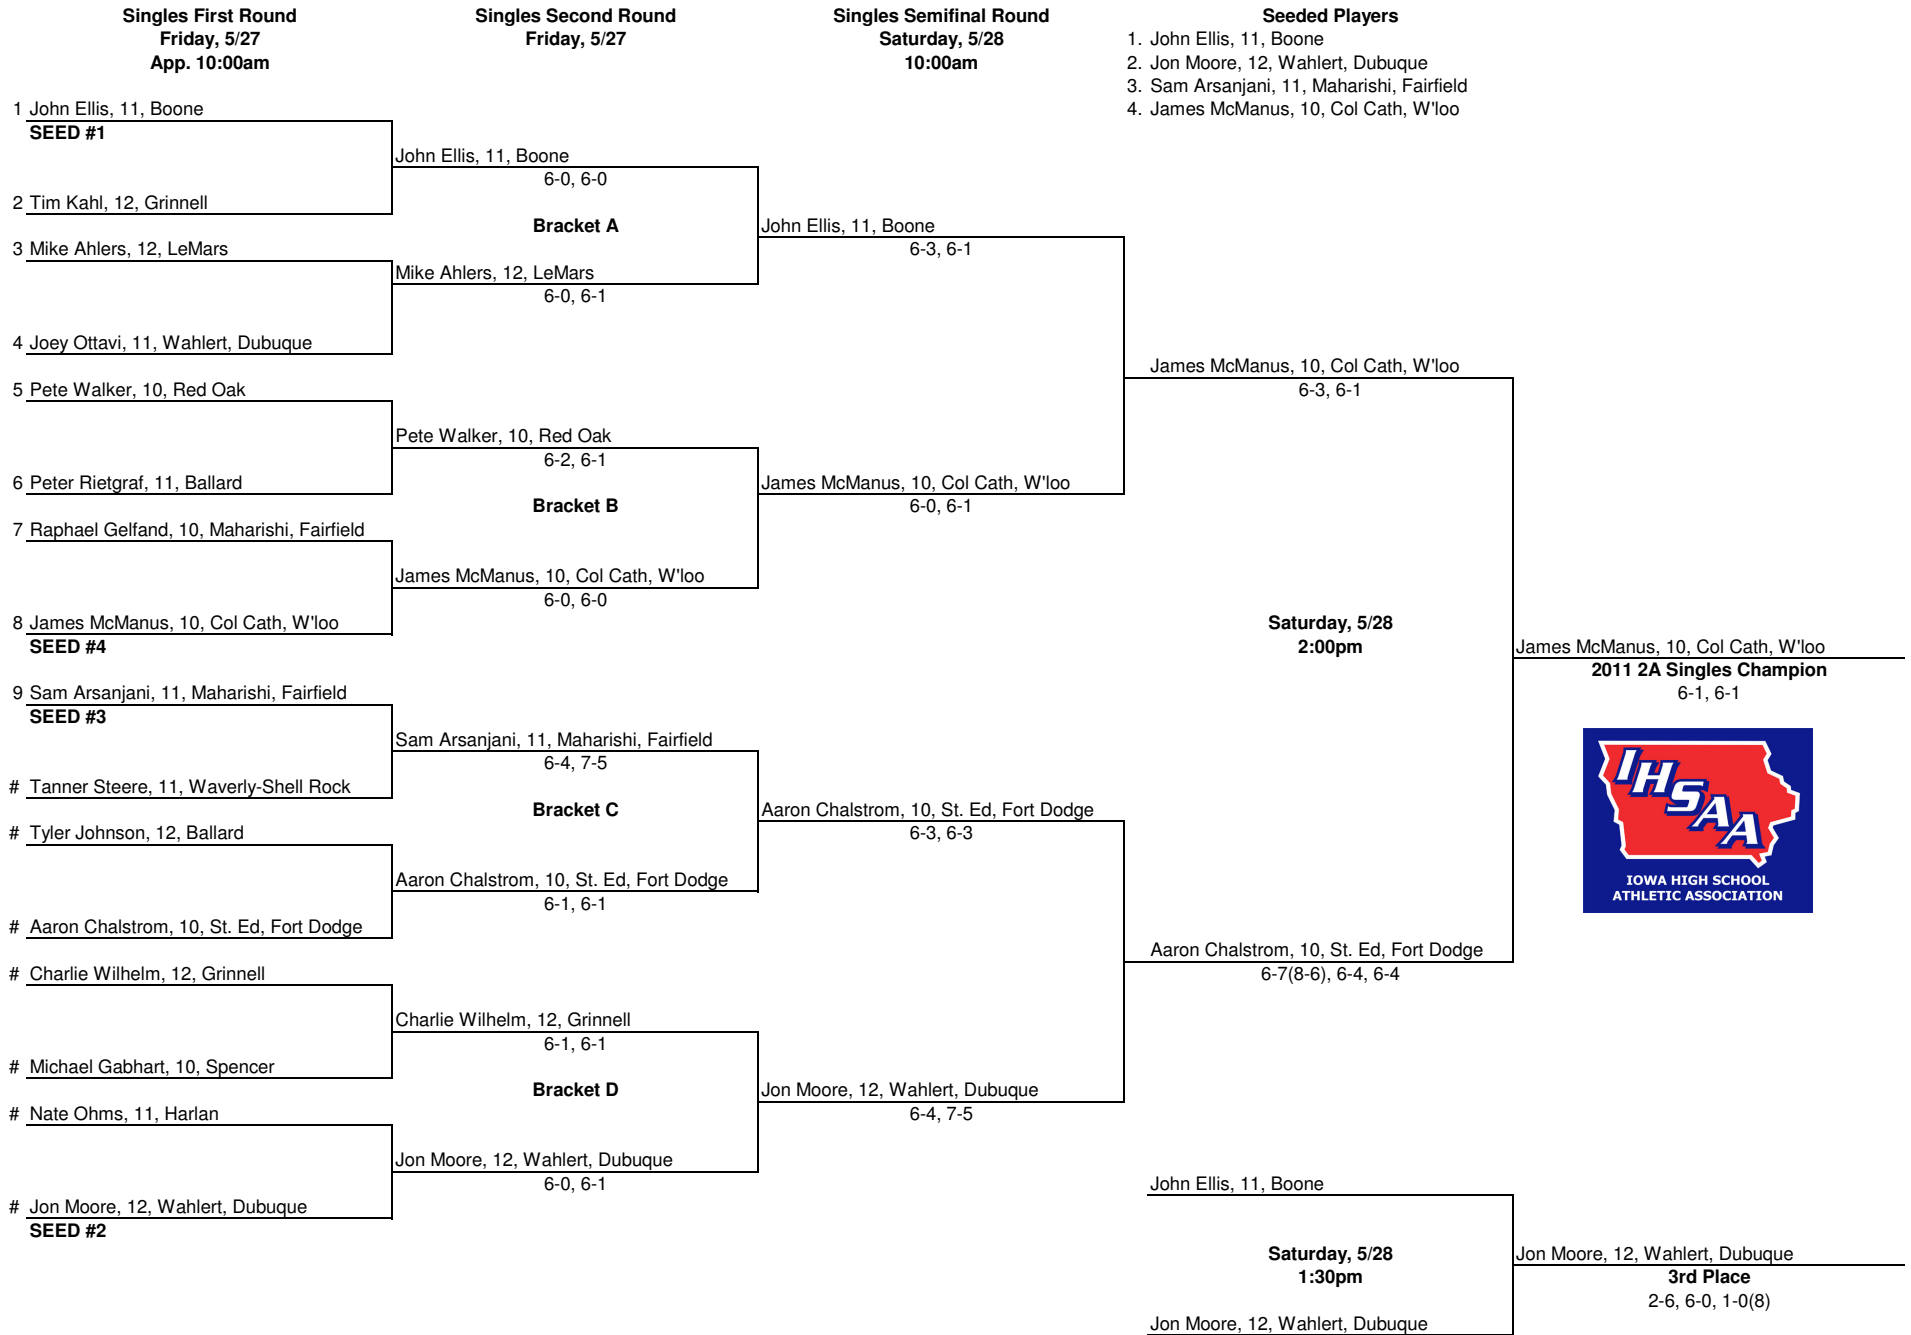 Singles First Round
Friday, 5/27
App. 10:00am
Singles Second Round
Friday, 5/27
Singles Semifinal Round
Saturday, 5/28
10:00am
Seeded Players
1. John Ellis, 11, Boone
2. Jon Moore, 12, Wahlert, Dubuque
3. Sam Arsanjani, 11, Maharishi, Fairfield
4. James McManus, 10, Col Cath, W'loo
1 John Ellis, 11, Boone
SEED #1
2 Tim Kahl, 12, Grinnell
3 Mike Ahlers, 12, LeMars
4 Joey Ottavi, 11, Wahlert, Dubuque
5 Pete Walker, 10, Red Oak
6 Peter Rietgraf, 11, Ballard
7 Raphael Gelfand, 10, Maharishi, Fairfield
8 James McManus, 10, Col Cath, W'loo
SEED #4
9 Sam Arsanjani, 11, Maharishi, Fairfield
SEED #3
# Tanner Steere, 11, Waverly-Shell Rock
# Tyler Johnson, 12, Ballard
# Aaron Chalstrom, 10, St. Ed, Fort Dodge
# Charlie Wilhelm, 12, Grinnell
# Michael Gabhart, 10, Spencer
# Nate Ohms, 11, Harlan
# Jon Moore, 12, Wahlert, Dubuque
SEED #2
John Ellis, 11, Boone
6-0, 6-0
Bracket A
Mike Ahlers, 12, LeMars
6-0, 6-1
Pete Walker, 10, Red Oak
6-2, 6-1
Bracket B
James McManus, 10, Col Cath, W'loo
6-0, 6-0
Sam Arsanjani, 11, Maharishi, Fairfield
6-4, 7-5
Bracket C
Aaron Chalstrom, 10, St. Ed, Fort Dodge
6-1, 6-1
Charlie Wilhelm, 12, Grinnell
6-1, 6-1
Bracket D
Jon Moore, 12, Wahlert, Dubuque
6-0, 6-1
John Ellis, 11, Boone
6-3, 6-1
James McManus, 10, Col Cath, W'loo
6-0, 6-1
Aaron Chalstrom, 10, St. Ed, Fort Dodge
6-3, 6-3
Jon Moore, 12, Wahlert, Dubuque
6-4, 7-5
James McManus, 10, Col Cath, W'loo
6-3, 6-1
Saturday, 5/28
2:00pm
Aaron Chalstrom, 10, St. Ed, Fort Dodge
6-7(8-6), 6-4, 6-4
James McManus, 10, Col Cath, W'loo
2011 2A Singles Champion
6-1, 6-1
IHSAA
IOWA HIGH SCHOOL
ATHLETIC ASSOCIATION
John Ellis, 11, Boone
Saturday, 5/28
1:30pm
Jon Moore, 12, Wahlert, Dubuque
Jon Moore, 12, Wahlert, Dubuque
3rd Place
2-6, 6-0, 1-0(8)